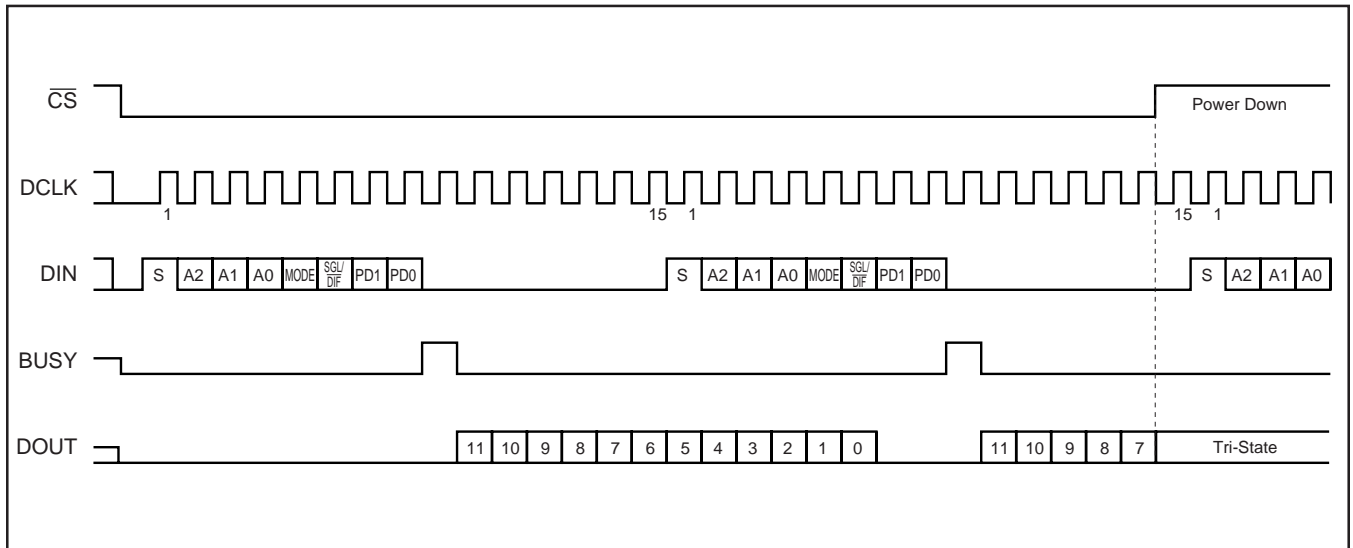 CS
Power Down
DCLK
1 15 1 15 1
DIN
S A2 A1 A0 MODE SGL/DIF PD1 PD0 S A2 A1 A0 MODE SGL/DIF PD1 PD0 S A2 A1 A0
BUSY
DOUT
11 10 9 8 7 6 5 4 3 2 1 0 11 10 9 8 7 Tri-State